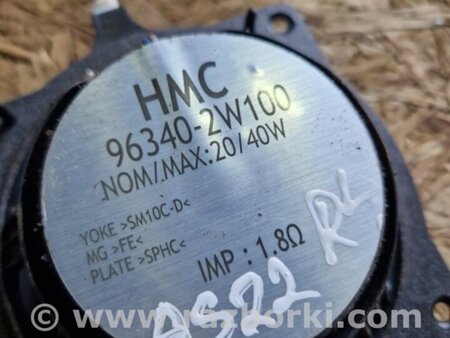 HMC
96340-2W100
NOM/MAX:20/40W
YOKE >SM10C-D<
MG >FE<
PLATE >SPHC<
IMP : 1.8Ω
AS22 RL
© www.razborki.com